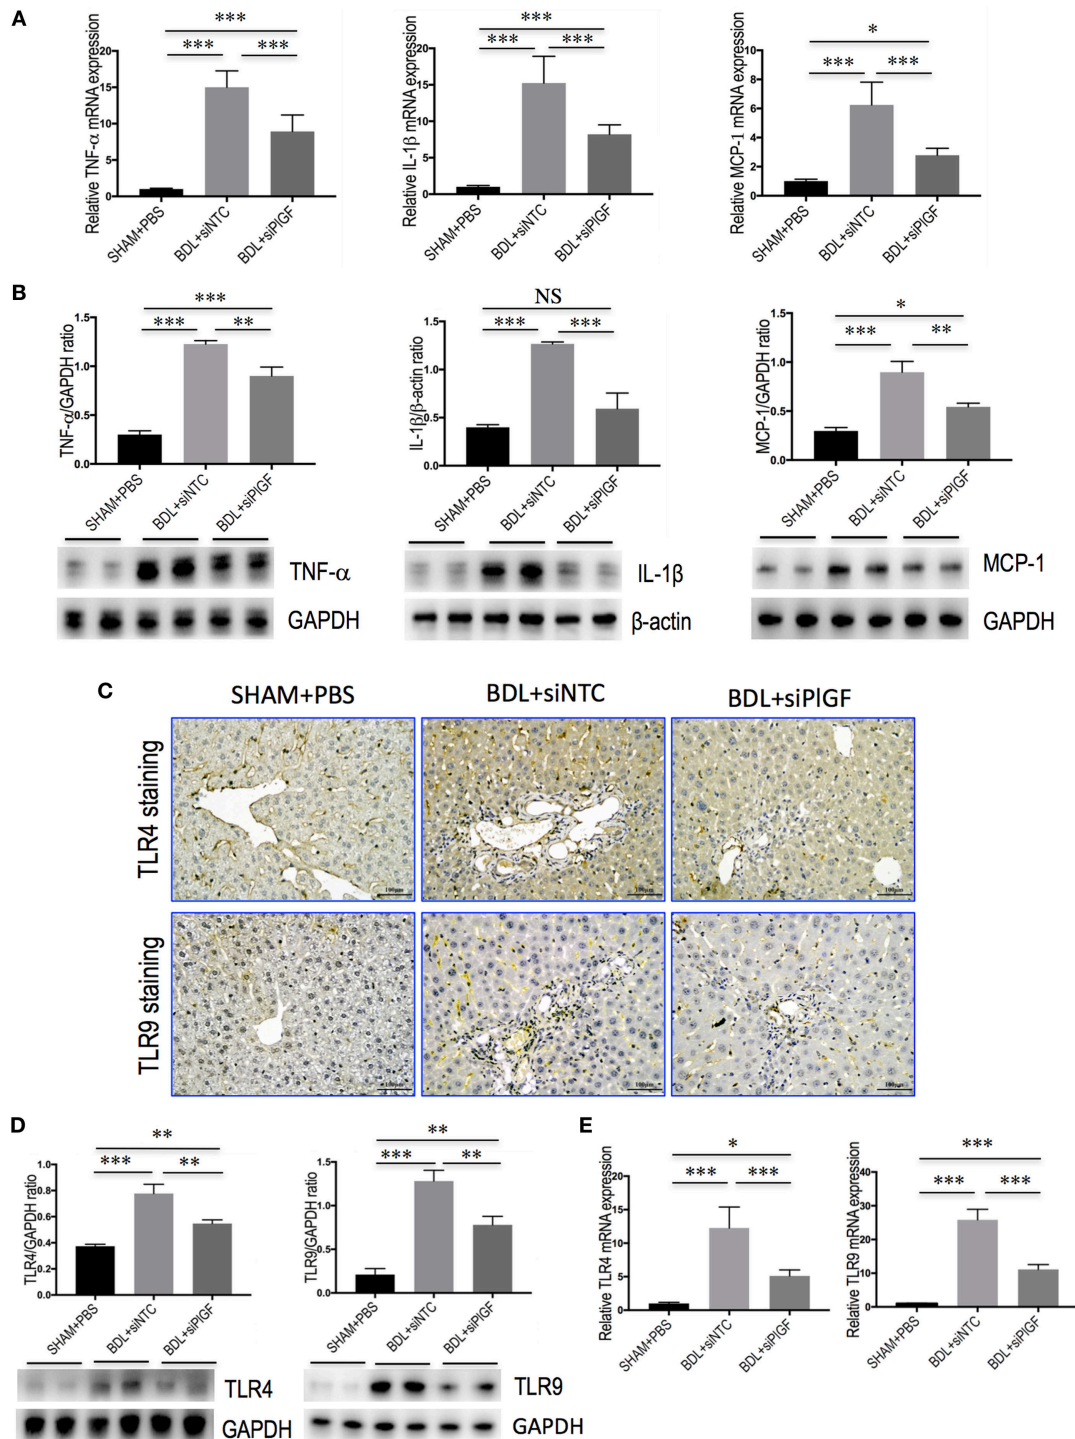 A
***
***
***
Relative TNF-α mRNA expression
20
15
10
5
0
SHAM+PBS
BDL+siNTC
BDL+siPlGF
***
***
***
Relative IL-1β mRNA expression
20
15
10
5
0
SHAM+PBS
BDL+siNTC
BDL+siPlGF
*
***
***
Relative MCP-1 mRNA expression
10
8
6
4
2
0
SHAM+PBS
BDL+siNTC
BDL+siPlGF
B
***
***
**
TNF-α/GAPDH ratio
1.5
1.0
0.5
0.0
SHAM+PBS
BDL+siNTC
BDL+siPlGF
TNF-α
GAPDH
NS
***
***
IL-1β/β-actin ratio
1.5
1.0
0.5
0.0
SHAM+PBS
BDL+siNTC
BDL+siPlGF
IL-1β
β-actin
*
***
**
MCP-1/GAPDH ratio
1.5
1.0
0.5
0.0
SHAM+PBS
BDL+siNTC
BDL+siPlGF
MCP-1
GAPDH
C
SHAM+PBS
BDL+siNTC
BDL+siPlGF
TLR4 staining
100μm
100μm
100μm
TLR9 staining
100μm
100μm
100μm
D
**
***
**
TLR4/GAPDH ratio
1.0
0.8
0.6
0.4
0.2
0.0
SHAM+PBS
BDL+siNTC
BDL+siPlGF
TLR4
GAPDH
**
***
**
TLR9/GAPDH ratio
1.5
1.0
0.5
0.0
SHAM+PBS
BDL+siNTC
BDL+siPlGF
TLR9
GAPDH
E
*
***
***
Relative TLR4 mRNA expression
20
15
10
5
0
SHAM+PBS
BDL+siNTC
BDL+siPlGF
***
***
***
Relative TLR9 mRNA expression
40
30
20
10
0
SHAM+PBS
BDL+siNTC
BDL+siPlGF